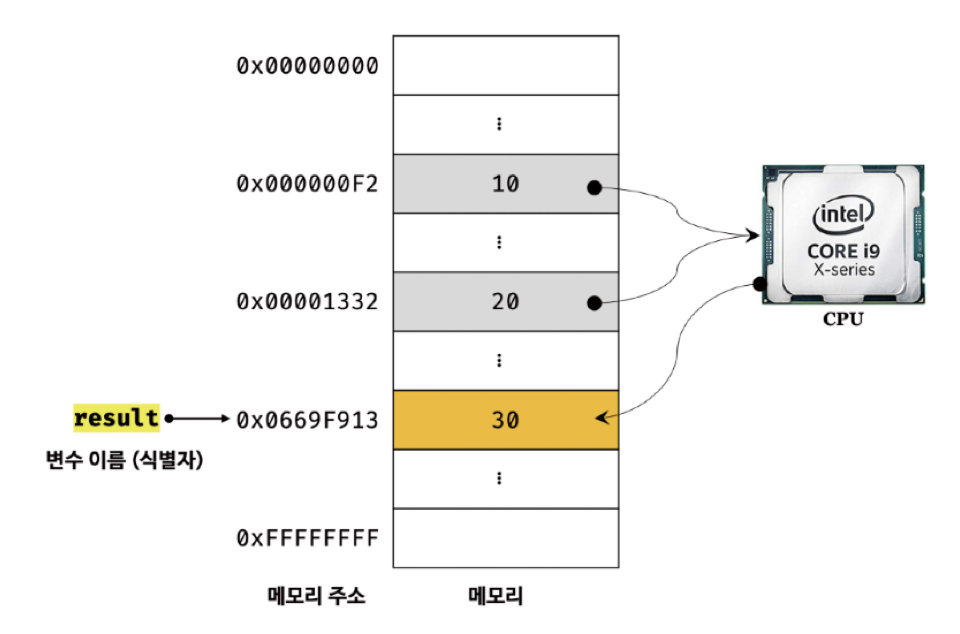 0x00000000
⋮
0x000000F2 10
⋮
0x00001332 20
⋮
result 0x0669F913 30
변수 이름 (식별자)
⋮
0xFFFFFFFF
메모리 주소 메모리
intel
CORE i9
X-series
CPU